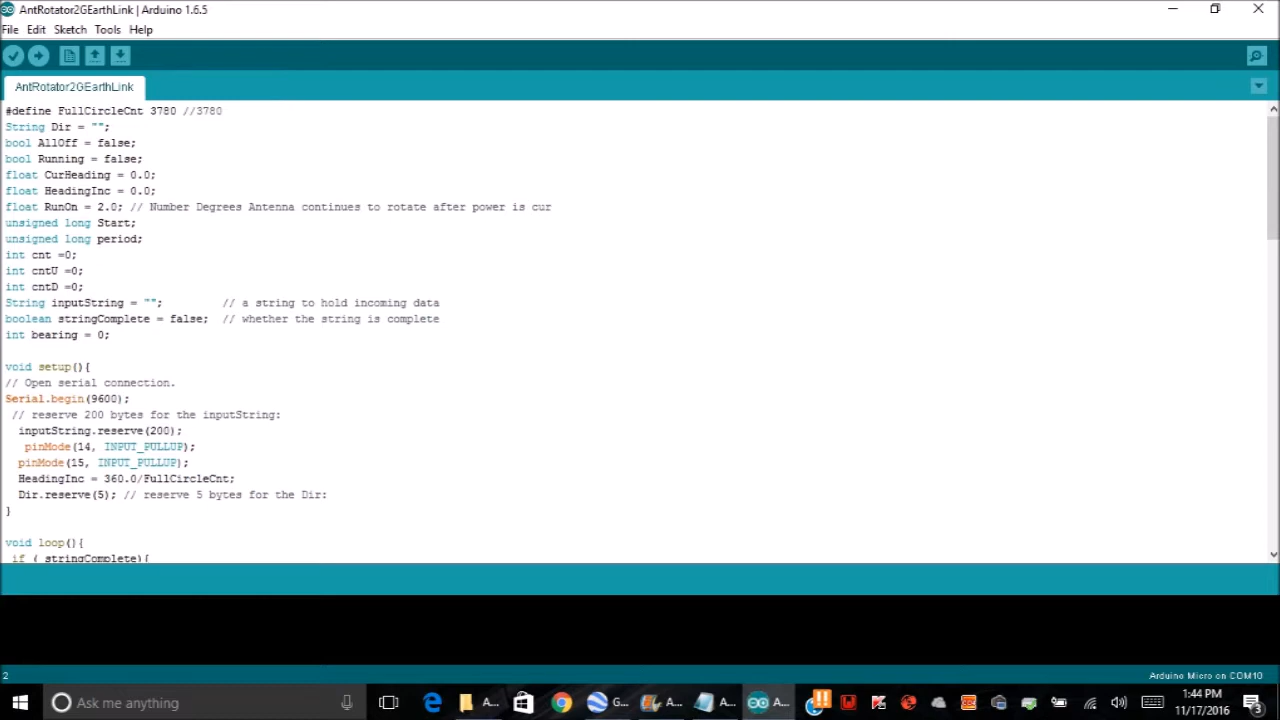 AntRotator2GEarthLink | Arduino 1.6.5
File Edit Sketch Tools Help
AntRotator2GEarthLink
#define FullCircleCnt 3780 //3780
String Dir = "";
bool AllOff = false;
bool Running = false;
float CurHeading = 0.0;
float HeadingInc = 0.0;
float RunOn = 2.0; // Number Degrees Antenna continues to rotate after power is cur
unsigned long Start;
unsigned long period;
int cnt =0;
int cntU =0;
int cntD =0;
String inputString = ""; // a string to hold incoming data
boolean stringComplete = false; // whether the string is complete
int bearing = 0;
void setup(){
// Open serial connection.
Serial.begin(9600);
// reserve 200 bytes for the inputString:
inputString.reserve(200);
pinMode(14, INPUT_PULLUP);
pinMode(15, INPUT_PULLUP);
HeadingInc = 360.0/FullCircleCnt;
Dir.reserve(5); // reserve 5 bytes for the Dir:
}
void loop(){
if ( stringComplete){
2
Arduino Micro on COM10
Ask me anything
A...
G...
A...
A...
A...
1:44 PM
11/17/2016
3